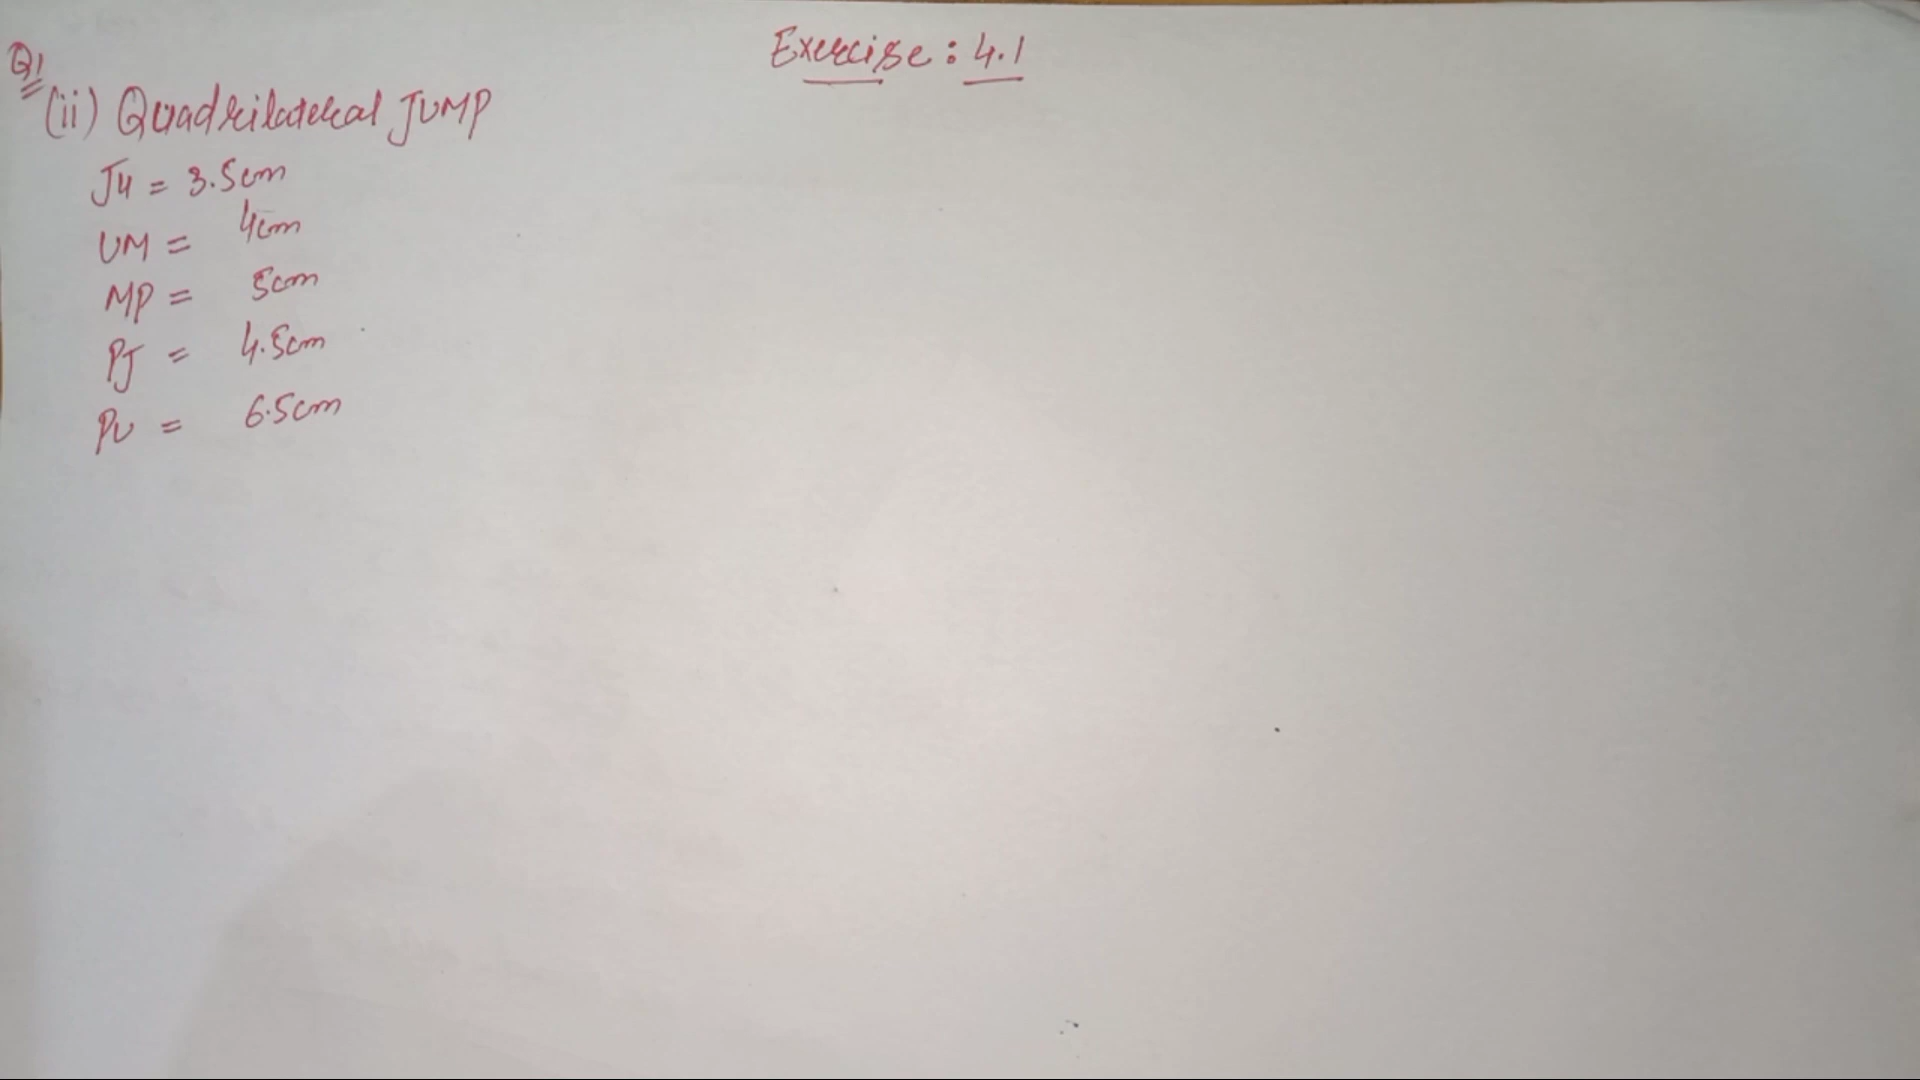 Exercise : 4.1
Q1
(ii) Quadrilateral JUMP
JU = 3.5cm
UM = 4cm
MP = 5cm
PJ = 4.5cm
PU = 6.5cm